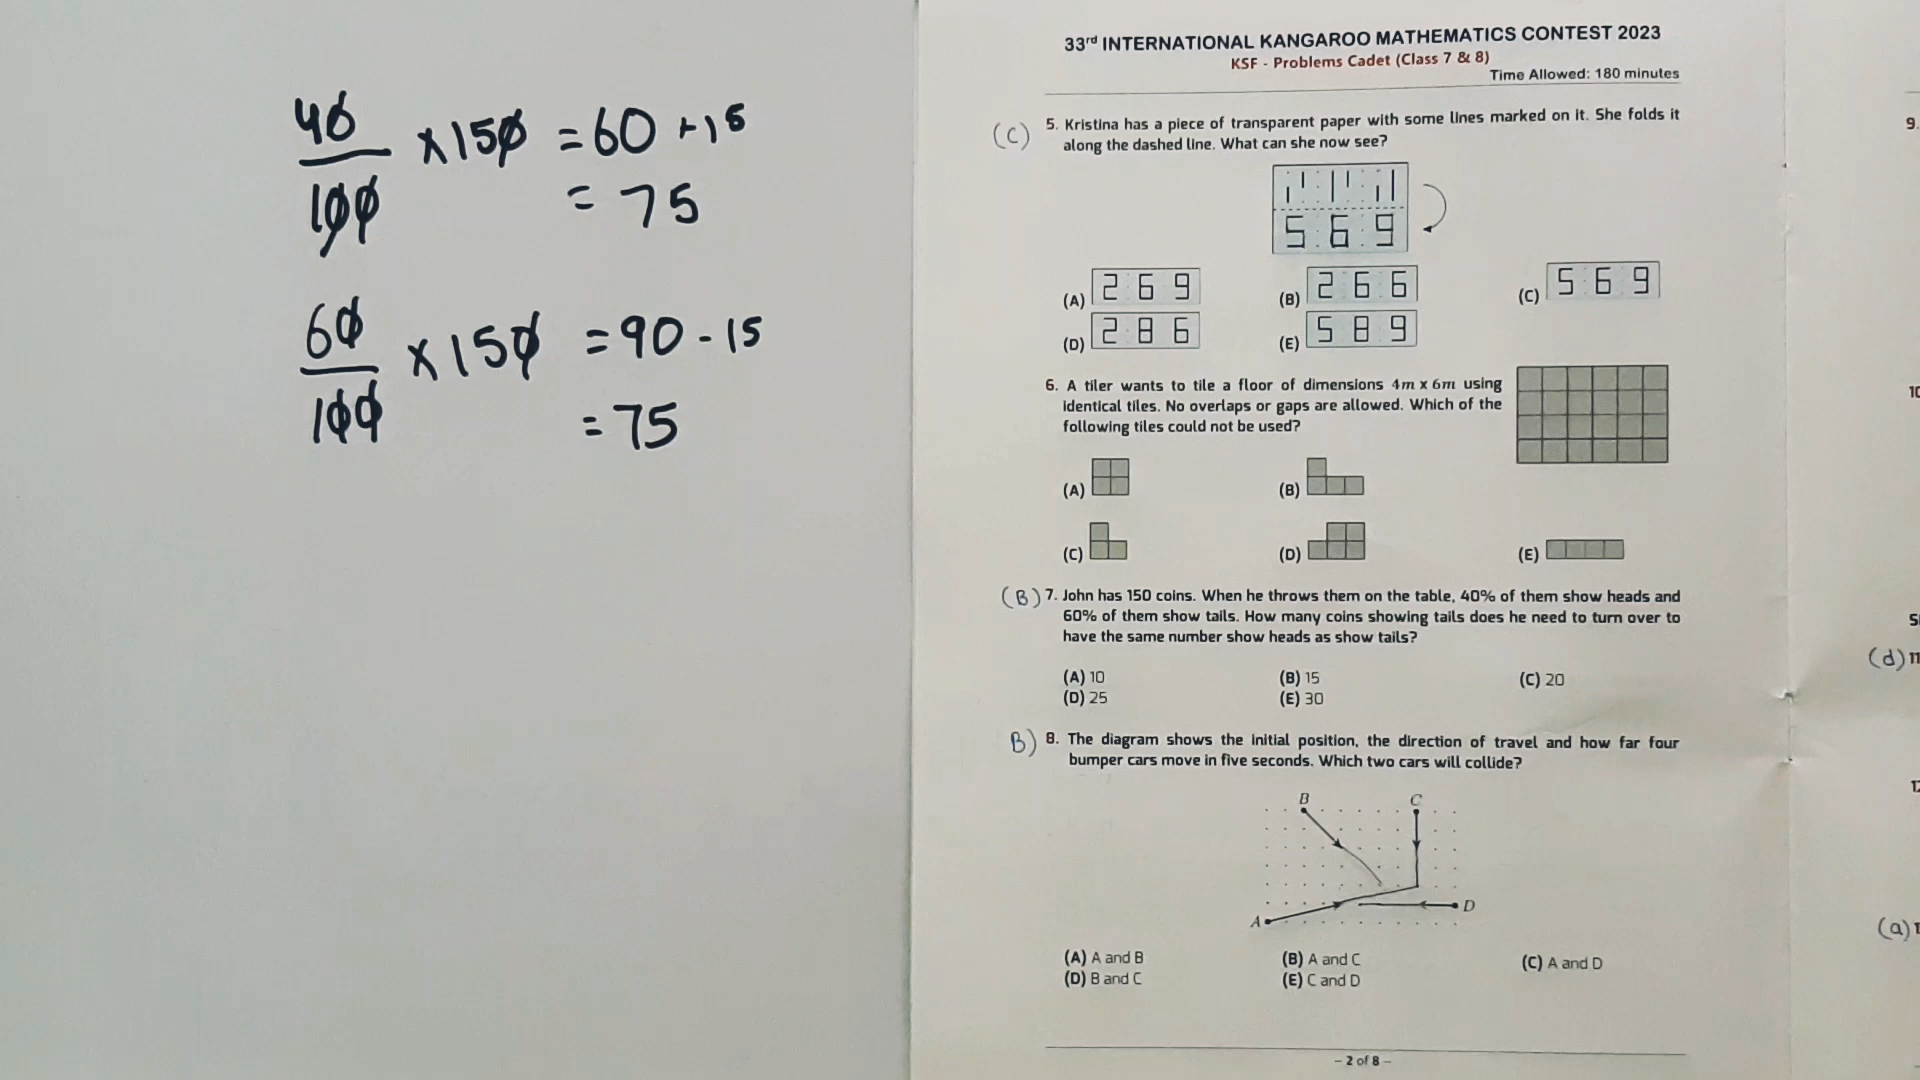 40
100
×150 = 60 +15
= 75
60
100
×150 = 90 - 15
= 75
33rd INTERNATIONAL KANGAROO MATHEMATICS CONTEST 2023
KSF - Problems Cadet (Class 7 & 8)
Time Allowed: 180 minutes
(C) 5. Kristina has a piece of transparent paper with some lines marked on it. She folds it
along the dashed line. What can she now see?
5 6 9
(A) 2 6 9
(B) 2 6 6
(C) 5 6 9
(D) 2 8 6
(E) 5 8 9
6. A tiler wants to tile a floor of dimensions 4m x 6m using
identical tiles. No overlaps or gaps are allowed. Which of the
following tiles could not be used?
(A)
(B)
(C)
(D)
(E)
(B) 7. John has 150 coins. When he throws them on the table, 40% of them show heads and
60% of them show tails. How many coins showing tails does he need to turn over to
have the same number show heads as show tails?
(A) 10
(B) 15
(C) 20
(D) 25
(E) 30
B) 8. The diagram shows the initial position, the direction of travel and how far four
bumper cars move in five seconds. Which two cars will collide?
B
C
A
D
(A) A and B
(B) A and C
(C) A and D
(D) B and C
(E) C and D
– 2 of 8 –
9.
(d) 11
(a)